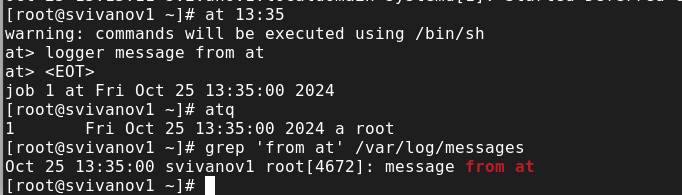 [root@svivanov1 ~]# at 13:35
warning: commands will be executed using /bin/sh
at> logger message from at
at> <EOT>
job 1 at Fri Oct 25 13:35:00 2024
[root@svivanov1 ~]# atq
1       Fri Oct 25 13:35:00 2024 a root
[root@svivanov1 ~]# grep 'from at' /var/log/messages
Oct 25 13:35:00 svivanov1 root[4672]: message from at
[root@svivanov1 ~]#